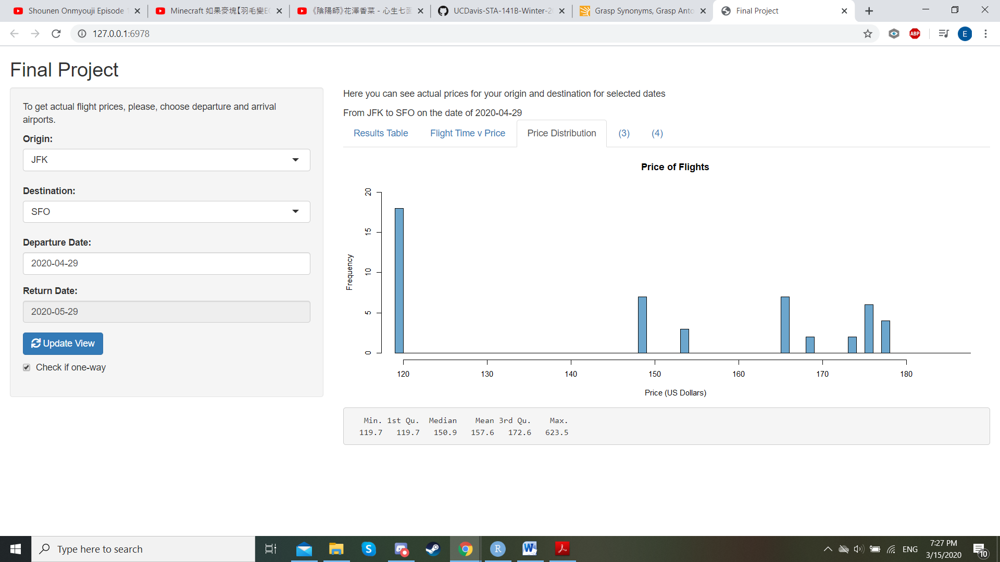 Shounen Onmyouji Episode
Minecraft 如果麥塊【羽毛變EC
《陰陽師》花澤香菜 - 心生七面
UCDavis-STA-141B-Winter-20
Grasp Synonyms, Grasp Anto
Final Project
127.0.0.1:6978
ABP
E
Final Project
To get actual flight prices, please, choose departure and arrival
airports.
Origin:
JFK
Destination:
SFO
Departure Date:
2020-04-29
Return Date:
2020-05-29
Update View
Check if one-way
Here you can see actual prices for your origin and destination for selected dates
From JFK to SFO on the date of 2020-04-29
Results Table Flight Time v Price Price Distribution (3) (4)
Price of Flights
Frequency
20
15
10
5
0
120 130 140 150 160 170 180
Price (US Dollars)
Min. 1st Qu. Median Mean 3rd Qu. Max.
119.7 119.7 150.9 157.6 172.6 623.5
Type here to search
S
R
W
ENG
7:27 PM
3/15/2020
10